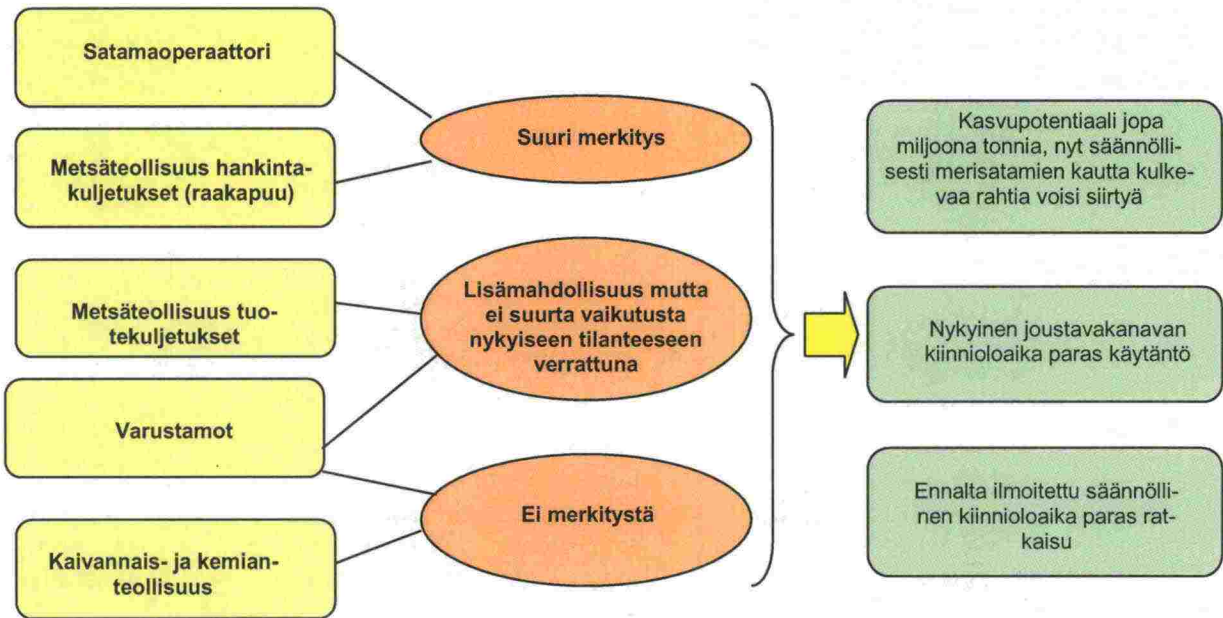 Satamaoperaattori
Metsäteollisuus hankinta-
kuljetukset (raakapuu)
Metsäteollisuus tuo-
tekuljetukset
Varustamot
Kaivannais- ja kemian-
teollisuus
Suuri merkitys
Lisämahdollisuus mutta
ei suurta vaikutusta
nykyiseen tilanteeseen
verrattuna
Ei merkitystä
Kasvupotentiaali jopa
miljoona tonnia, nyt säännölli-
sesti merisatamien kautta kulke-
vaa rahtia voisi siirtyä
Nykyinen joustavakanavan
kiinnioloaika paras käytäntö
Ennalta ilmoitettu säännölli-
nen kiinnioloaika paras rat-
kaisu